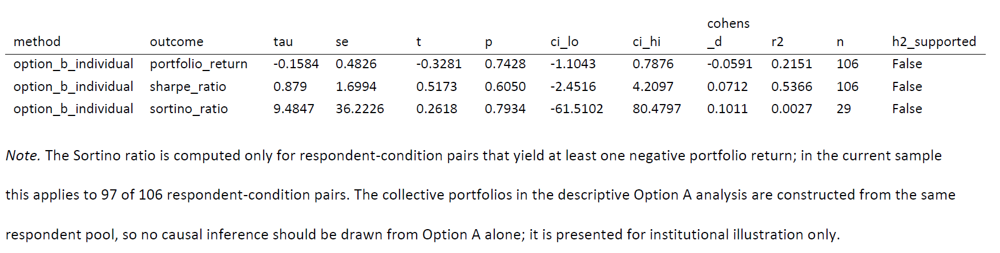 cohens
method outcome tau se t p ci_lo ci_hi _d r2 n h2_supported
option_b_individual portfolio_return -0.1584 0.4826 -0.3281 0.7428 -1.1043 0.7876 -0.0591 0.2151 106 False
option_b_individual sharpe_ratio 0.879 1.6994 0.5173 0.6050 -2.4516 4.2097 0.0712 0.5366 106 False
option_b_individual sortino_ratio 9.4847 36.2226 0.2618 0.7934 -61.5102 80.4797 0.1011 0.0027 29 False
Note. The Sortino ratio is computed only for respondent-condition pairs that yield at least one negative portfolio return; in the current sample
this applies to 97 of 106 respondent-condition pairs. The collective portfolios in the descriptive Option A analysis are constructed from the same
respondent pool, so no causal inference should be drawn from Option A alone; it is presented for institutional illustration only.